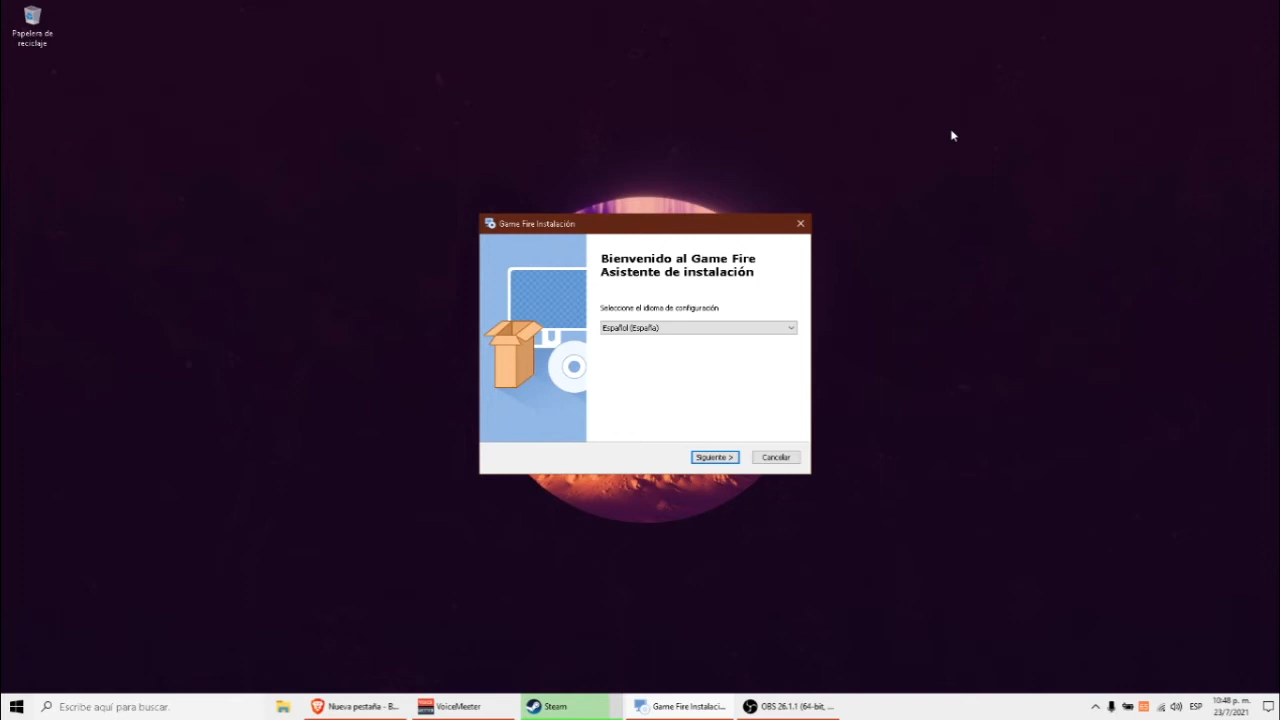 Papelera de
reciclaje
Game Fire Instalación
Bienvenido al Game Fire
Asistente de instalación
Seleccione el idioma de configuración
Español (España)
Siguiente >
Cancelar
Escribe aquí para buscar.
Nueva pestaña - B...
VoiceMeeter
Steam
Game Fire Instalaci...
OBS 26.1.1 (64-bit, ...
ESP
10:48 p. m.
23/7/2021